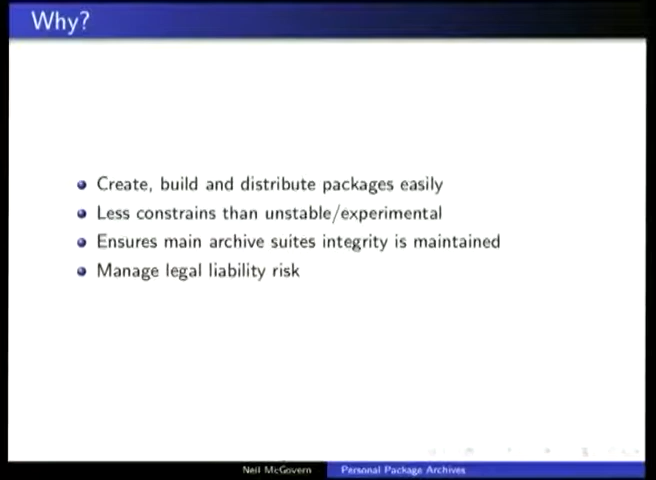 Why?
Create, build and distribute packages easily
Less constrains than unstable/experimental
Ensures main archive suites integrity is maintained
Manage legal liability risk
Neil McGovern
Personal Package Archives